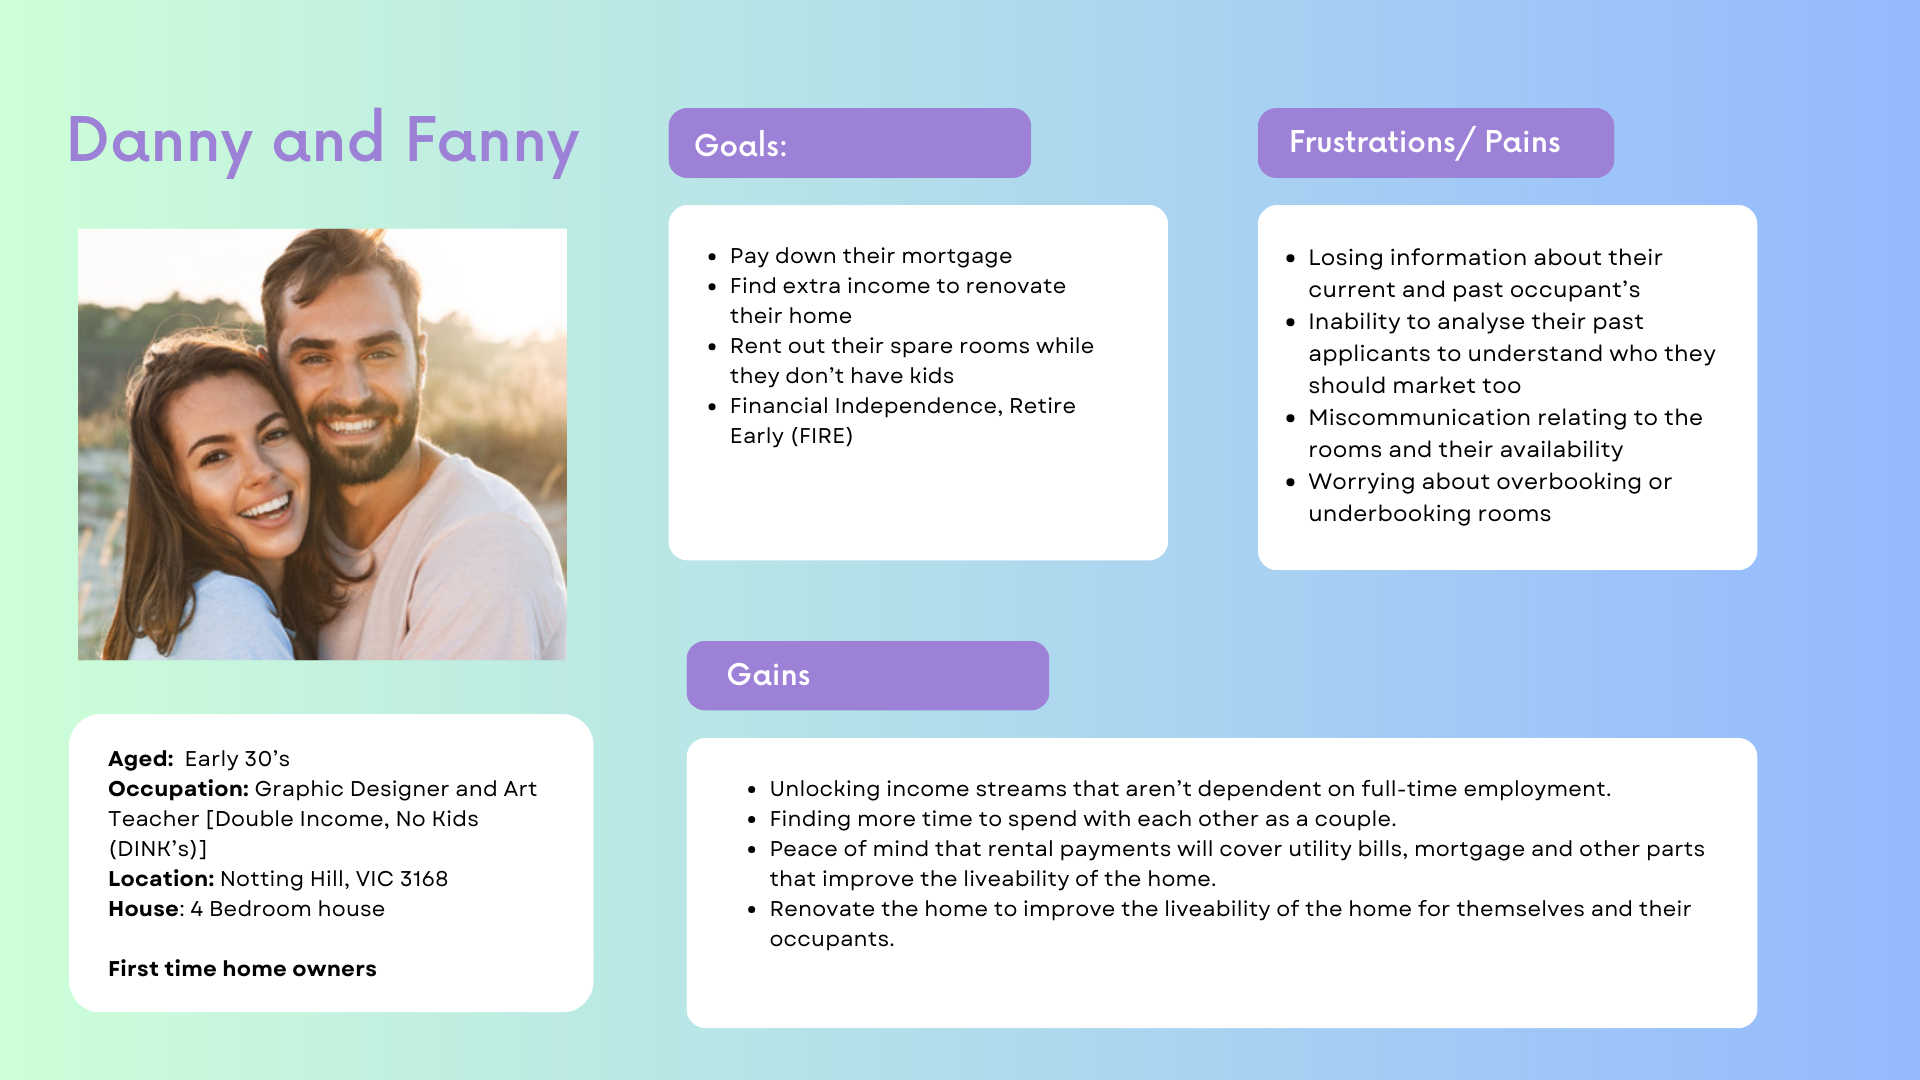 Danny and Fanny
Aged: Early 30’s
Occupation: Graphic Designer and Art
Teacher [Double Income, No Kids
(DINK’s)]
Location: Notting Hill, VIC 3168
House: 4 Bedroom house
First time home owners
Goals:
• Pay down their mortgage
• Find extra income to renovate
their home
• Rent out their spare rooms while
they don’t have kids
• Financial Independence, Retire
Early (FIRE)
Frustrations/ Pains
• Losing information about their
current and past occupant’s
• Inability to analyse their past
applicants to understand who they
should market too
• Miscommunication relating to the
rooms and their availability
• Worrying about overbooking or
underbooking rooms
Gains
• Unlocking income streams that aren’t dependent on full-time employment.
• Finding more time to spend with each other as a couple.
• Peace of mind that rental payments will cover utility bills, mortgage and other parts
that improve the liveability of the home.
• Renovate the home to improve the liveability of the home for themselves and their
occupants.